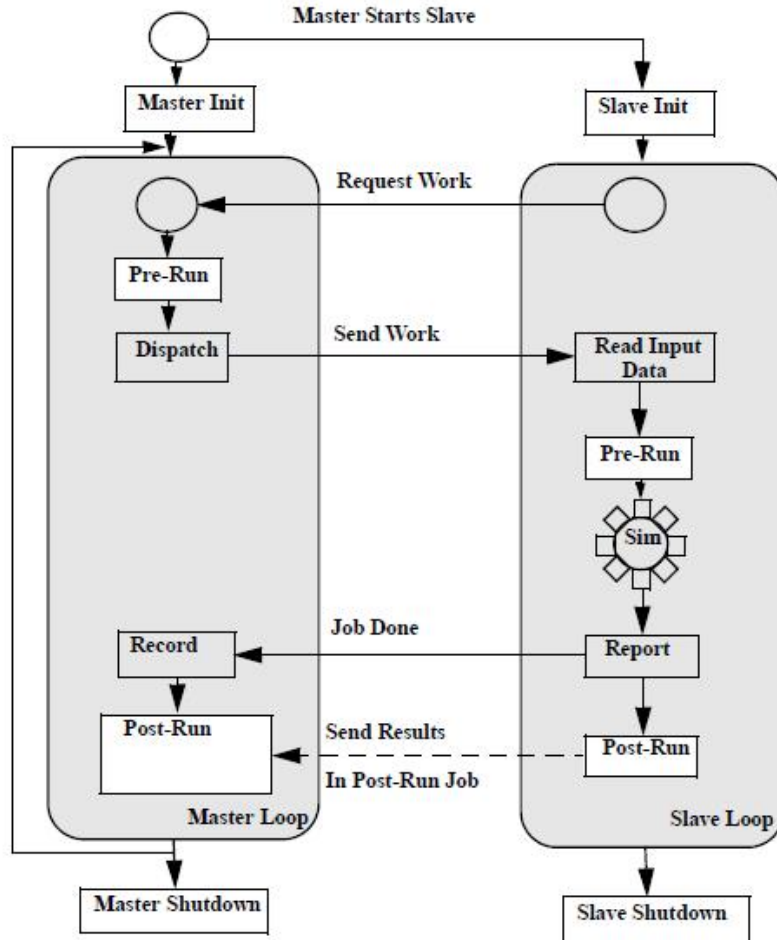 Master Starts Slave
Master Init
Slave Init
Request Work
Pre-Run
Dispatch
Send Work
Read Input
Data
Pre-Run
Sim
Job Done
Record
Report
Post-Run
Send Results
Post-Run
In Post-Run Job
Master Loop
Slave Loop
Master Shutdown
Slave Shutdown